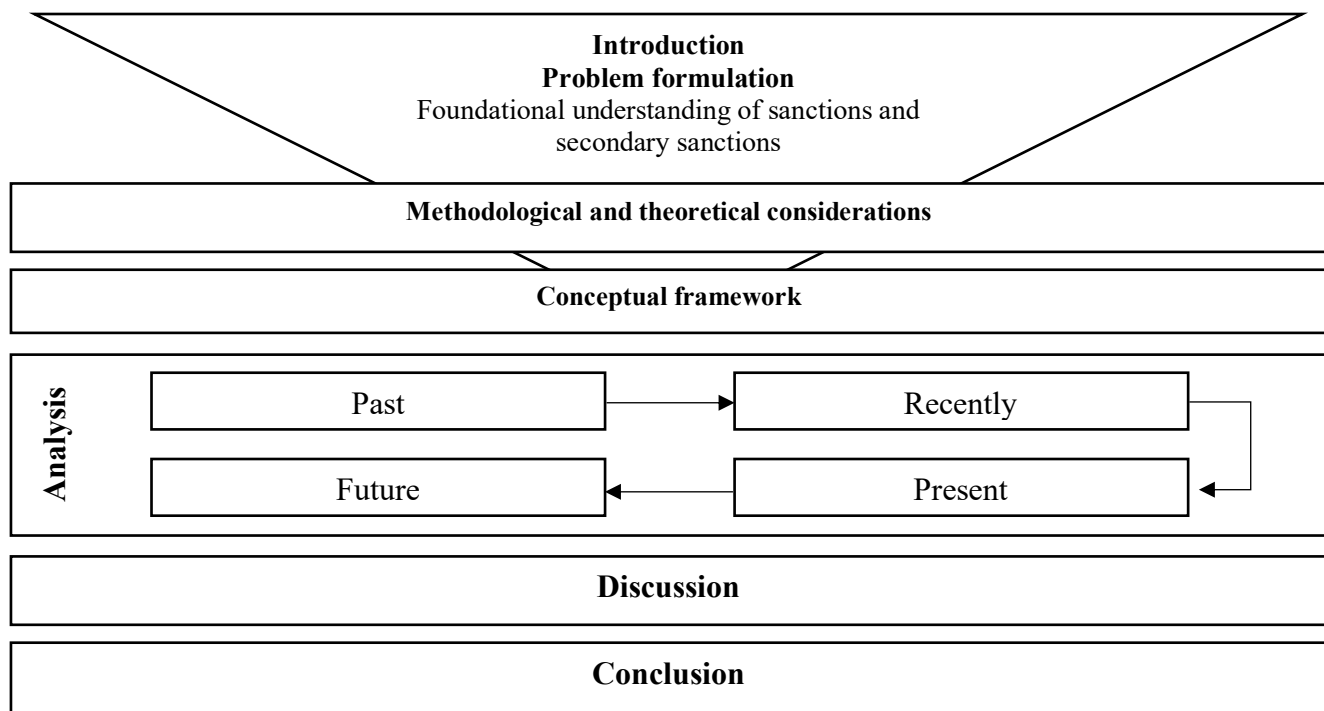 Introduction
Problem formulation
Foundational understanding of sanctions and
secondary sanctions
Methodological and theoretical considerations
Conceptual framework
Analysis
Past
Recently
Future
Present
Discussion
Conclusion